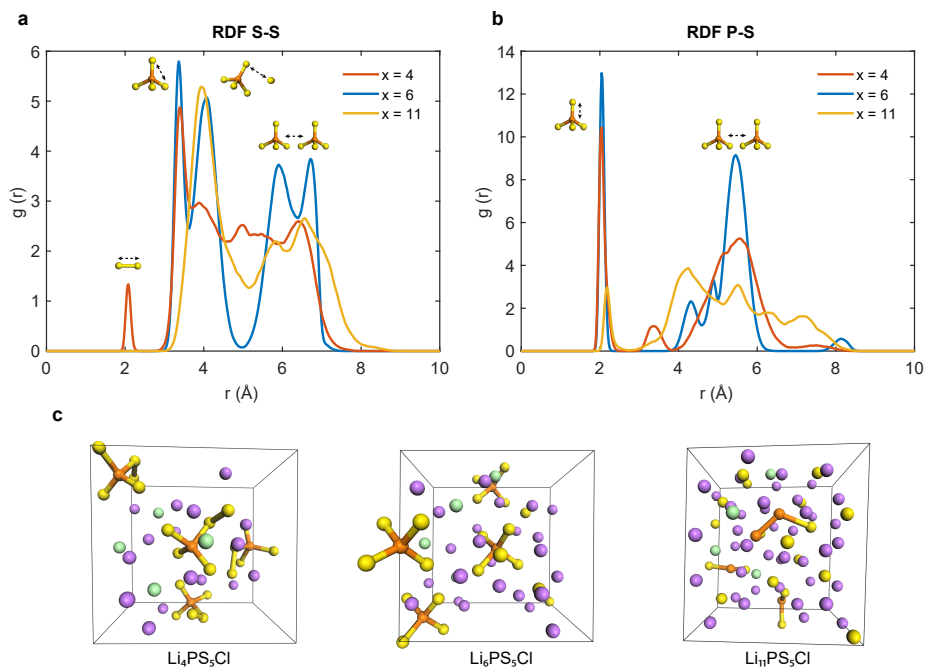 a
RDF S-S
6
5
4
3
2
1
0
g (r)
0 2 4 6 8 10
r (Å)
x = 4
x = 6
x = 11
b
RDF P-S
14
12
10
8
6
4
2
0
g (r)
0 2 4 6 8 10
r (Å)
x = 4
x = 6
x = 11
c
Li₄PS₅Cl
Li₆PS₅Cl
Li₁₁PS₅Cl